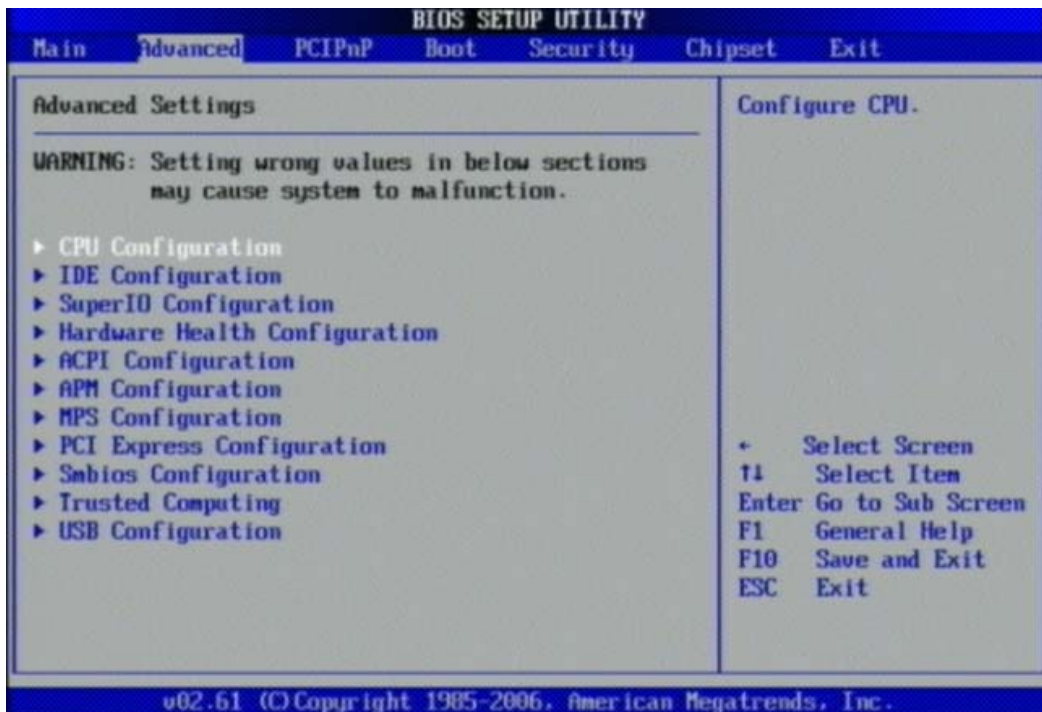 BIOS SETUP UTILITY
Main Advanced PCIPnP Boot Security Chipset Exit
Advanced Settings
WARNING: Setting wrong values in below sections
may cause system to malfunction.
▶ CPU Configuration
▶ IDE Configuration
▶ SuperIO Configuration
▶ Hardware Health Configuration
▶ ACPI Configuration
▶ APM Configuration
▶ MPS Configuration
▶ PCI Express Configuration
▶ Smbios Configuration
▶ Trusted Computing
▶ USB Configuration
Configure CPU.
← Select Screen
↑↓ Select Item
Enter Go to Sub Screen
F1 General Help
F10 Save and Exit
ESC Exit
v02.61 (C)Copyright 1985-2006, American Megatrends, Inc.